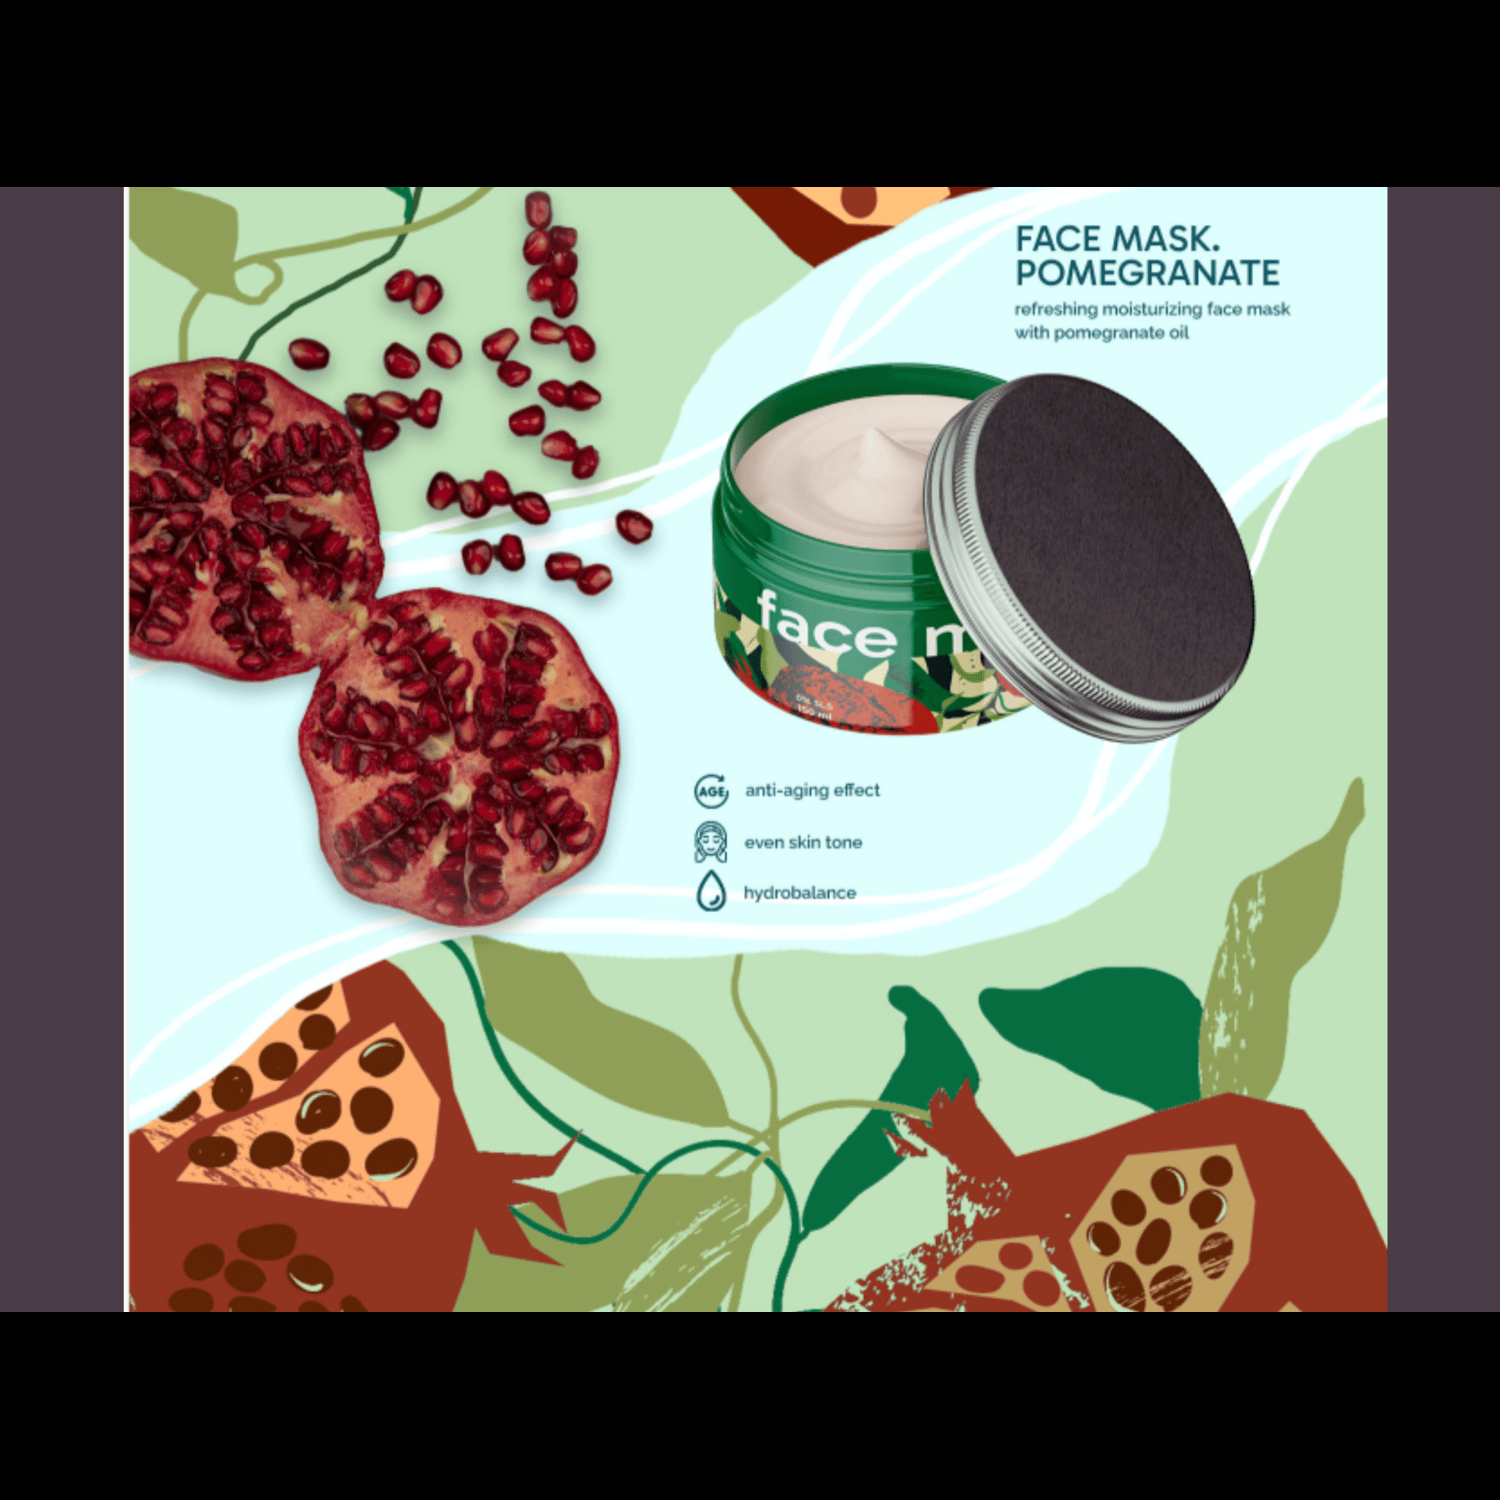 FACE MASK.
POMEGRANATE
refreshing moisturizing face mask
with pomegranate oil
face m
0% SLS
150 ml
AGE
anti-aging effect
even skin tone
hydrobalance